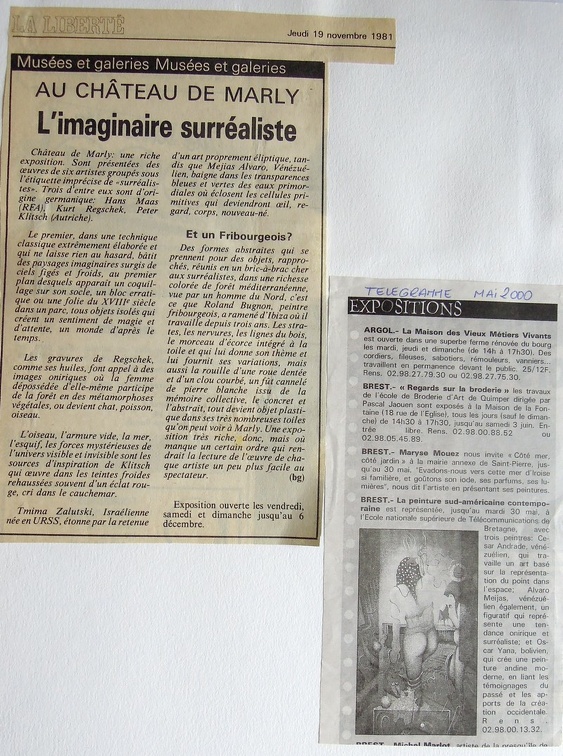 LA LIBERTÉ
Jeudi 19 novembre 1981
Musées et galeries Musées et galeries
AU CHÂTEAU DE MARLY
L'imaginaire surréaliste
Château de Marly: une riche
exposition. Sont présentées des
œuvres de six artistes groupés sous
l'étiquette imprécise de «surréalis-
tes». Trois d'entre eux sont d'ori-
gine germanique: Hans Maas
(REA), Kurt Regschek, Peter
Klitsch (Autriche).
Le premier, dans une technique
classique extrêmement élaborée et
qui ne laisse rien au hasard, bâtit
des paysages imaginaires surgis de
ciels figés et froids, au premier
plan desquels apparait un coquil-
lage sur son socle, un bloc errati-
que ou une folie du XVIIIe siècle
dans un parc, tous objets isolés qui
créent un sentiment de magie et
d'attente, un monde d'après le
temps.
Les gravures de Regschek,
comme ses huiles, font appel à des
images oniriques où la femme
dépossédée d'elle-même participe
de la forêt en des métamorphoses
végétales, ou devient chat, poisson,
oiseau.
L'oiseau, l'armure vide, la mer,
l'esquif, les forces mystérieuses de
l'univers visible et invisible sont les
sources d'inspiration de Klitsch
qui œuvre dans les teintes froides
rehaussées souvent d'un éclat rou-
ge, cri dans le cauchemar.
Tmima Zalutski, Israélienne
née en URSS, étonne par la retenue
d'un art proprement éliptique, tan-
dis que Mejias Alvaro, Vénézué-
lien, baigne dans les transparences
bleues et vertes des eaux primor-
diales où éclosent les cellules pri-
mitives qui deviendront œil, re-
gard, corps, nouveau-né.
Et un Fribourgeois?
Des formes abstraites qui se
prennent pour des objets, rappro-
chés, réunis en un bric-à-brac cher
aux surréalistes, dans une richesse
colorée de forêt méditerranéenne,
vue par un homme du Nord, c'est
ce que Roland Bugnon, peintre
fribourgeois, a ramené d'Ibiza où il
travaille depuis trois ans. Les stra-
tes, les nervures, les lignes du bois,
le morceau d'écorce intégré à la
toile et qui lui donne son thème et
lui fournit ses variations, mais
aussi la rouille d'une roue dentée
et d'un clou courbé, un fût cannelé
de pierre blanche issu de la
mémoire collective, le concret et
l'abstrait, tout devient objet plasti-
que dans ses très nombreuses toiles
qu'on peut voir à Marly. Une expo-
sition très riche, donc, mais où
manque un certain ordre qui ren-
drait la lecture de l'œuvre de cha-
que artiste un peu plus facile au
spectateur.
(bg)
Exposition ouverte les vendredi,
samedi et dimanche jusqu'au 6
décembre.
TELEGRAMME MAI 2000
EXPOSITIONS
ARGOL.- La Maison des Vieux Métiers Vivants
est ouverte dans une superbe ferme rénovée du bourg
les mardi, jeudi et dimanche (de 14h à 17h30). Des
cordiers, fileuses, sabotiers, rémouleurs, vanniers...
travaillent en permanence devant le public. 25/12F.
Rens. 02.98.27.79.30 ou 02.98.27.75.30.
BREST.- « Regards sur la broderie » les travaux
de l'école de Broderie d'Art de Quimper dirigée par
Pascal Jaouen sont exposés à la Maison de la Fon-
taine (18 rue de l'Eglise), tous les jours (sauf le diman-
che) de 14h30 à 17h30, jusqu'au samedi 3 juin. En-
trée libre. Rens. 02.98.00.88.52 ou
02.98.05.45.89.
BREST.- Maryse Mouez nous invite « Côté mer,
côté jardin » à la mairie annexe de Saint-Pierre, jus-
qu'au 30 mai. "Evadons-nous vers cette mer d'Iroise
si familière, et goûtons son iode, ses parfums, ses lu-
mières", nous dit l'artiste en présentant ses peintures.
BREST.- La peinture sud-américaine contempo-
raine est représentée, jusqu'au mardi 30 mai, à
l'Ecole nationale supérieure de Télécommunications de
Bretagne, avec
trois peintres: Ce-
sar Andrade, véné-
zuélien, qui tra-
vaille un art basé
sur la représenta-
tion du point dans
l'espace; Alvaro
Meijas, vénézué-
lien également, un
figuratif qui repré-
sente une ten-
dance onirique et
surréaliste; et Os-
car Yana, bolivien,
qui crée une pein-
ture andine mo-
derne, en liant les
témoignages du
passé et les ap-
ports de la créa-
tion occidentale.
Rens.
02.98.00.13.32.
BREST.- Michel Marlot, artiste de la presqu'île de